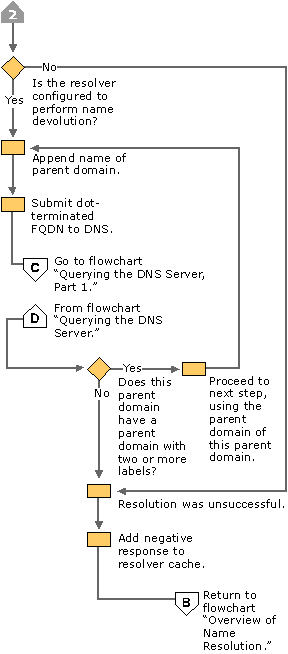 2
No
Is the resolver
configured to
perform name
devolution?
Yes
Append name of
parent domain.
Submit dot-
terminated
FQDN to DNS.
C
Go to flowchart
“Querying the DNS Server,
Part 1.”
D
From flowchart
“Querying the DNS
Server.”
Yes
No
Does this
parent
domain
have a
parent
domain with
two or more
labels?
Proceed to
next step,
using the
parent
domain of
this parent
domain.
Resolution was unsuccessful.
Add negative
response to
resolver cache.
B
Return to
flowchart
“Overview of
Name
Resolution.”